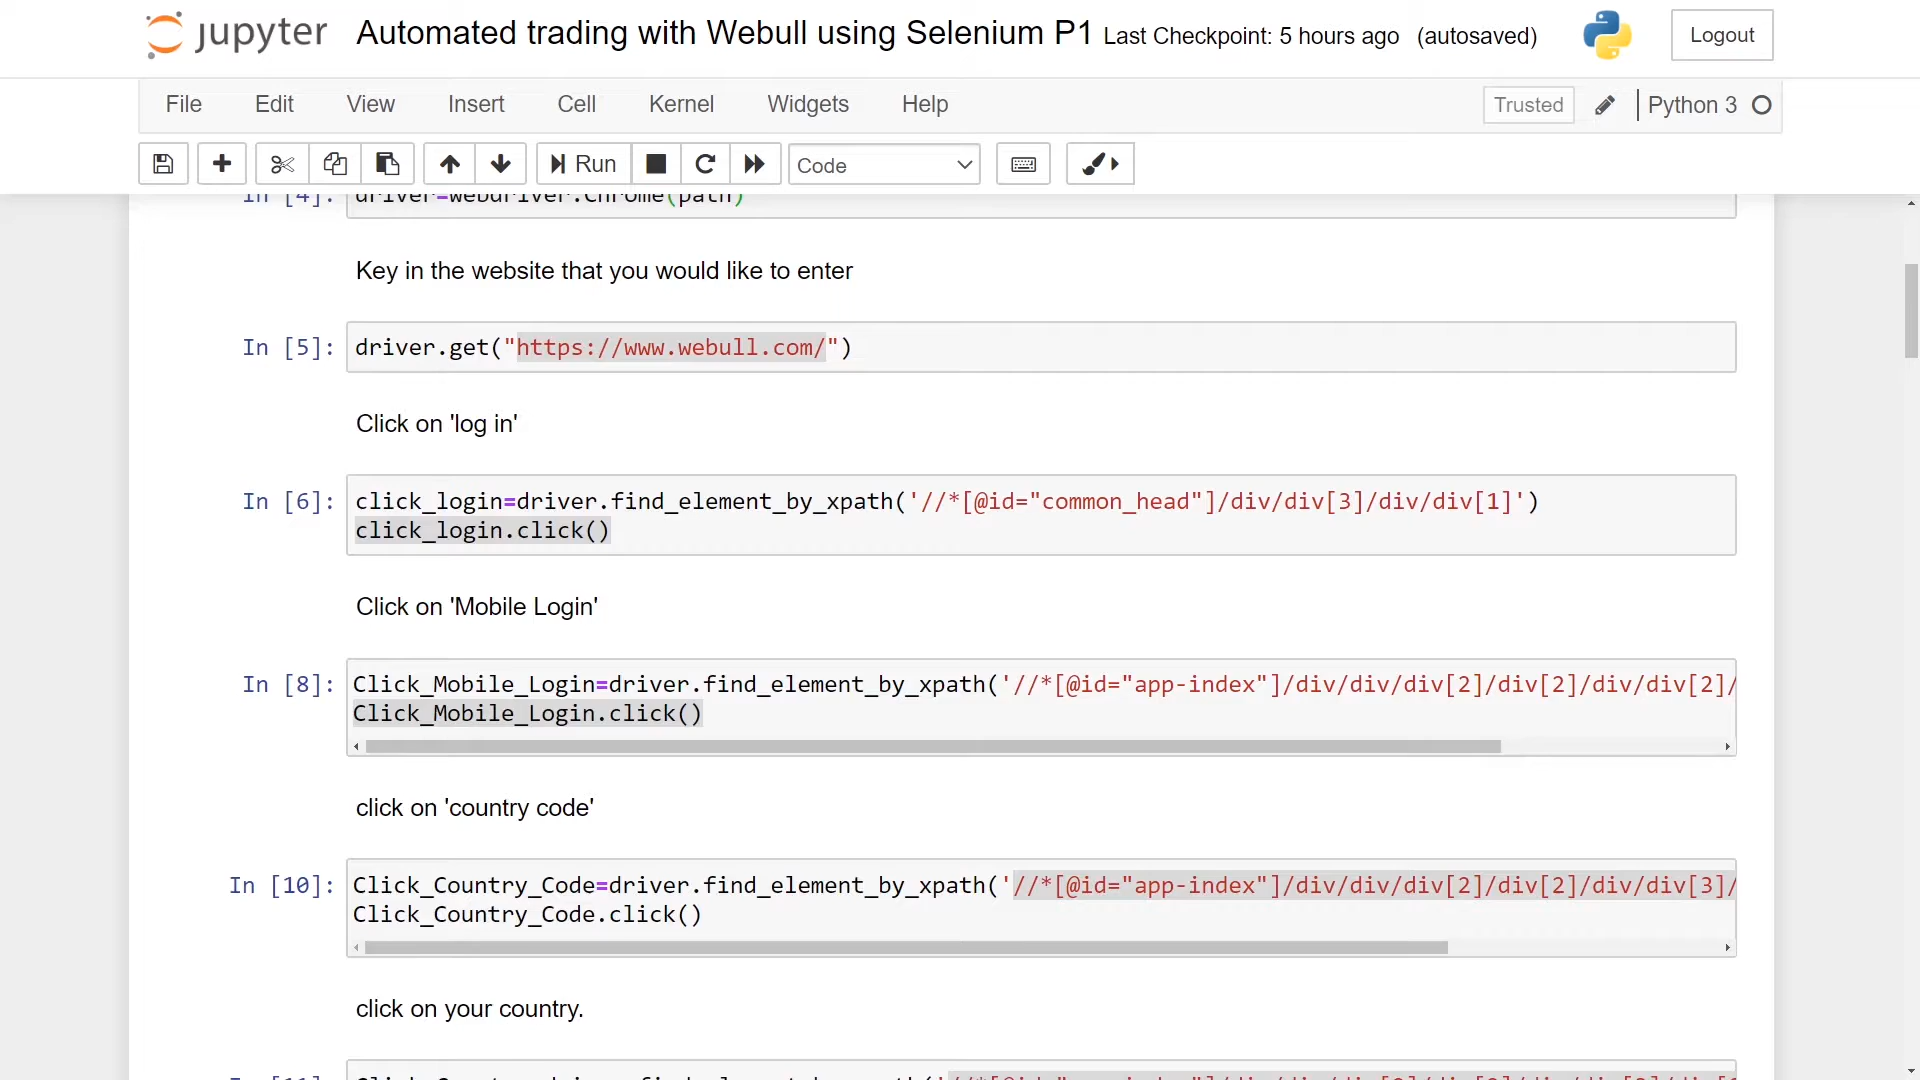 jupyter Automated trading with Webull using Selenium P1 Last Checkpoint: 5 hours ago (autosaved) Logout
File Edit View Insert Cell Kernel Widgets Help Trusted Python 3
Run Code
In [4]: driver=webdriver.Chrome(path)
Key in the website that you would like to enter
In [5]: driver.get("https://www.webull.com/")
Click on 'log in'
In [6]: click_login=driver.find_element_by_xpath('//*[@id="common_head"]/div/div[3]/div/div[1]')
click_login.click()
Click on 'Mobile Login'
In [8]: Click_Mobile_Login=driver.find_element_by_xpath('//*[@id="app-index"]/div/div/div[2]/div[2]/div/div[2]/
Click_Mobile_Login.click()
click on 'country code'
In [10]: Click_Country_Code=driver.find_element_by_xpath('//*[@id="app-index"]/div/div/div[2]/div[2]/div/div[3]/
Click_Country_Code.click()
click on your country.